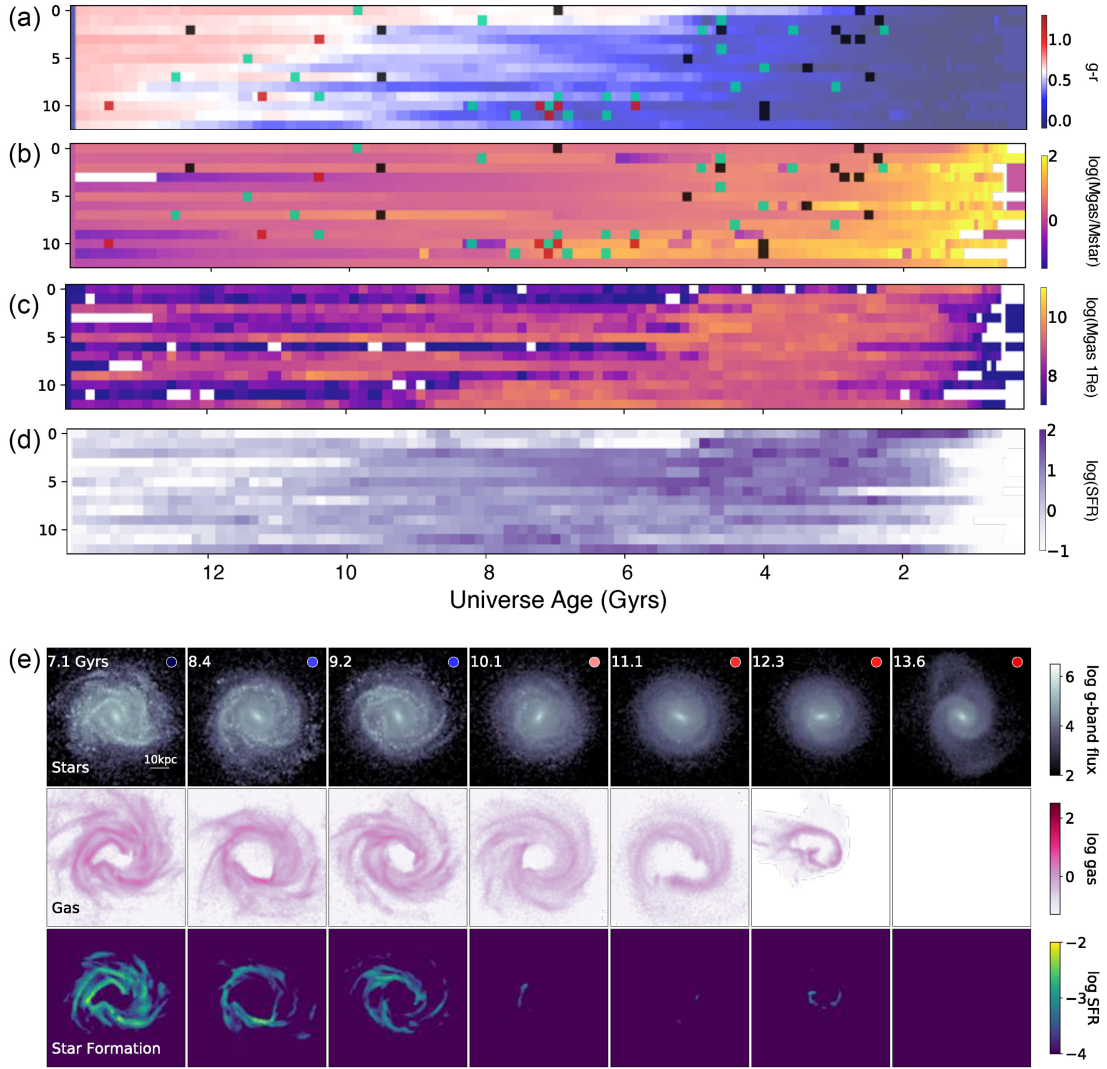 (a)
0
5
10
1.0
0.5
0.0
g-r
(b)
0
5
10
2
0
log(Mgas/Mstar)
(c)
0
5
10
10
8
log(Mgas 1Re)
(d)
0
5
10
2
1
0
−1
log(SFR)
12 10 8 6 4 2
Universe Age (Gyrs)
(e)
7.1 Gyrs 8.4 9.2 10.1 11.1 12.3 13.6
10kpc
Stars
6
4
2
log g-band flux
Gas
2
0
log gas
Star Formation
−2
−3
−4
log SFR